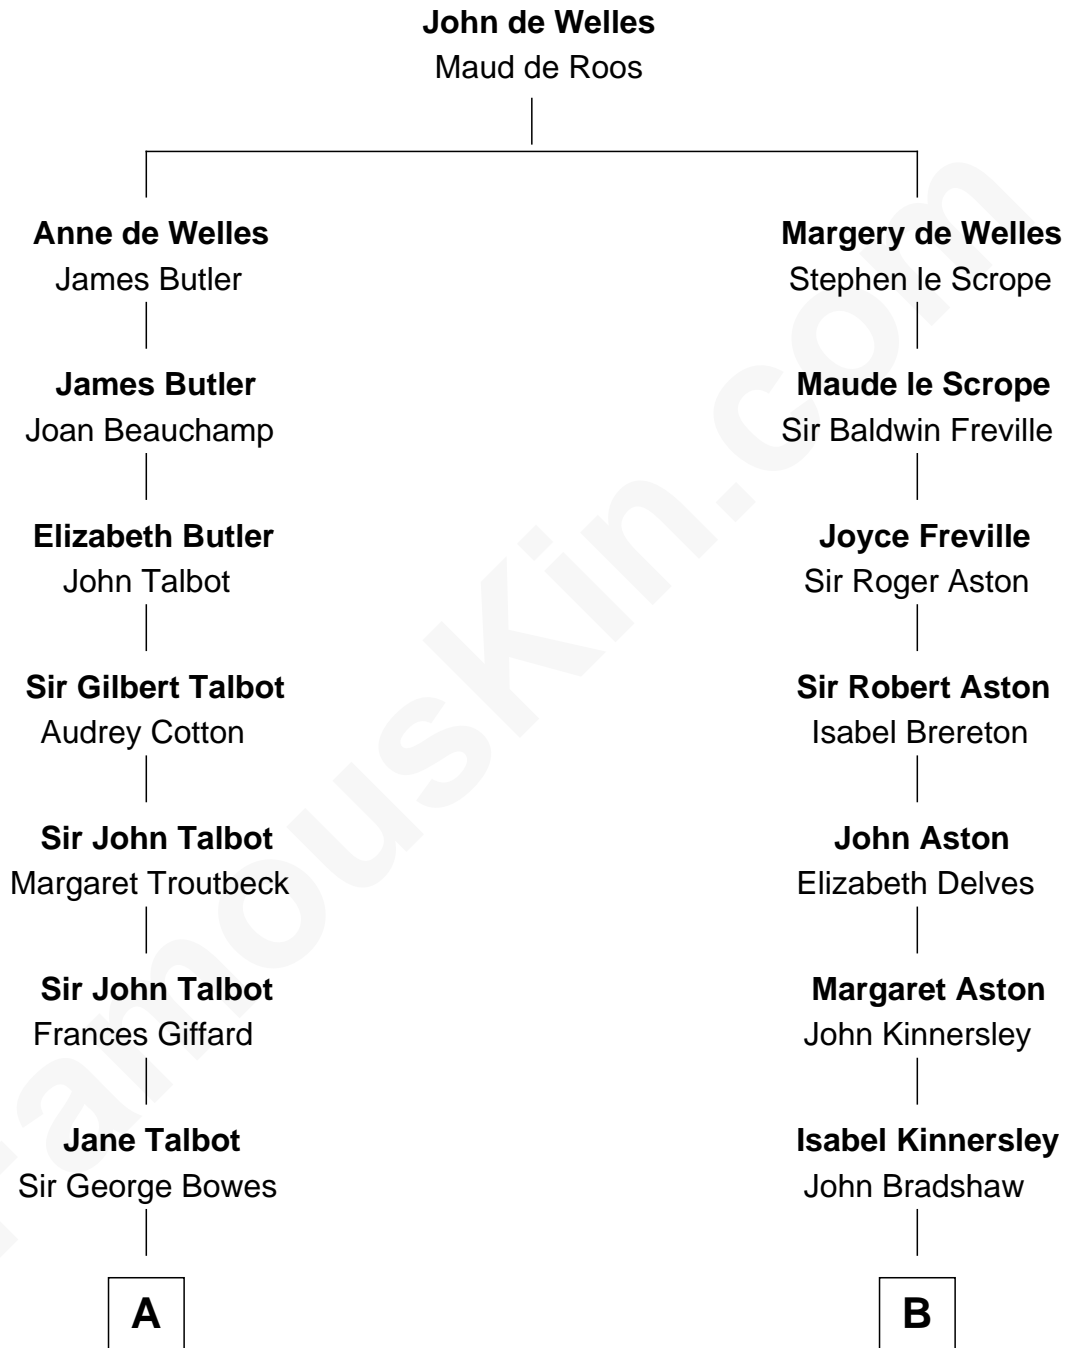 John de Welles
Maud de Roos
Anne de Welles
James Butler
James Butler
Joan Beauchamp
Elizabeth Butler
John Talbot
Sir Gilbert Talbot
Audrey Cotton
Sir John Talbot
Margaret Troutbeck
Sir John Talbot
Frances Giffard
Jane Talbot
Sir George Bowes
A
Margery de Welles
Stephen le Scrope
Maude le Scrope
Sir Baldwin Freville
Joyce Freville
Sir Roger Aston
Sir Robert Aston
Isabel Brereton
John Aston
Elizabeth Delves
Margaret Aston
John Kinnersley
Isabel Kinnersley
John Bradshaw
B
FamousKin.com